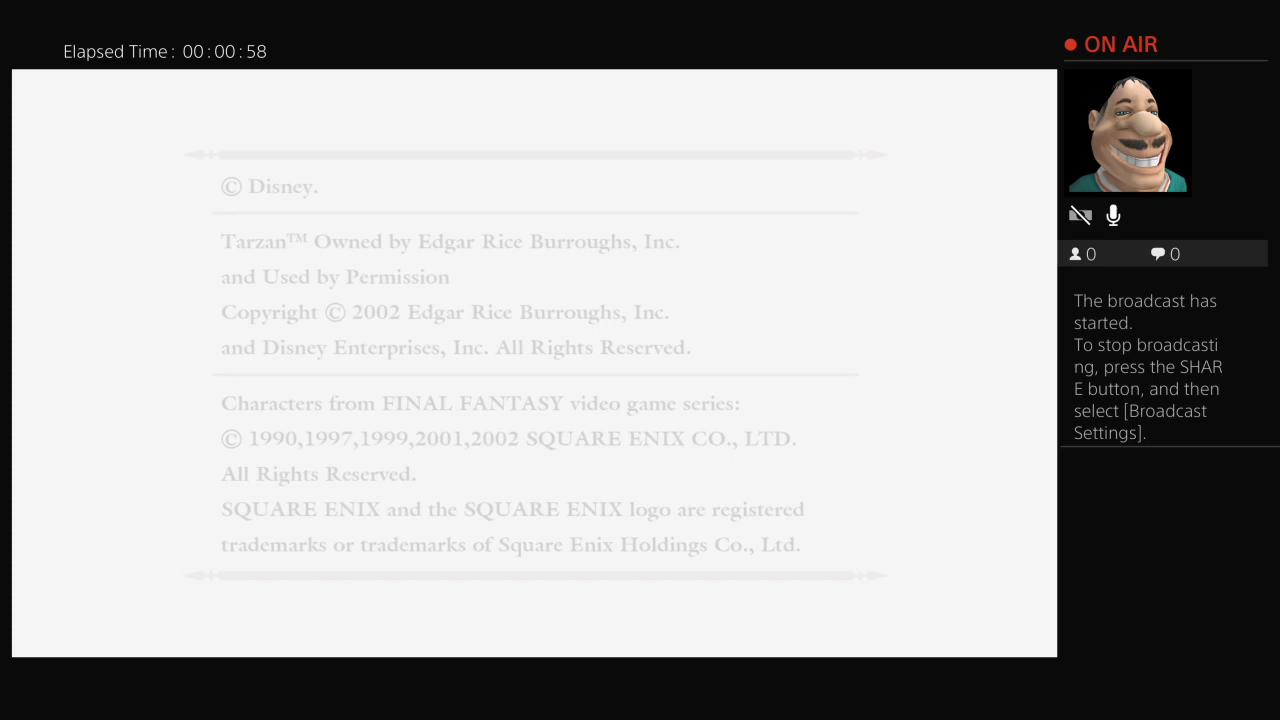 Elapsed Time : 00:00:58
ON AIR
© Disney.
Tarzan™ Owned by Edgar Rice Burroughs, Inc.
and Used by Permission
Copyright © 2002 Edgar Rice Burroughs, Inc.
and Disney Enterprises, Inc. All Rights Reserved.
Characters from FINAL FANTASY video game series:
© 1990,1997,1999,2001,2002 SQUARE ENIX CO., LTD.
All Rights Reserved.
SQUARE ENIX and the SQUARE ENIX logo are registered
trademarks or trademarks of Square Enix Holdings Co., Ltd.
0 0
The broadcast has
started.
To stop broadcasti
ng, press the SHAR
E button, and then
select [Broadcast
Settings].